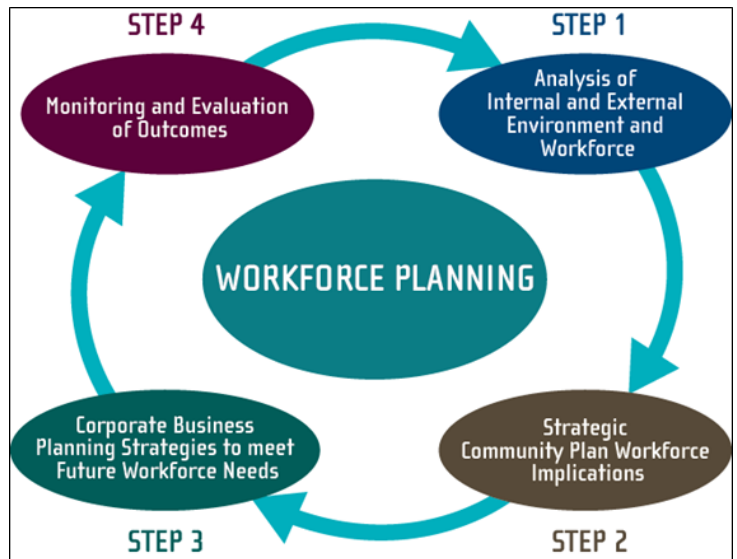 STEP 4
STEP 1
Monitoring and Evaluation
of Outcomes
Analysis of
Internal and External
Environment and
Workforce
WORKFORCE PLANNING
Corporate Business
Planning Strategies to meet
Future Workforce Needs
Strategic
Community Plan Workforce
Implications
STEP 3
STEP 2